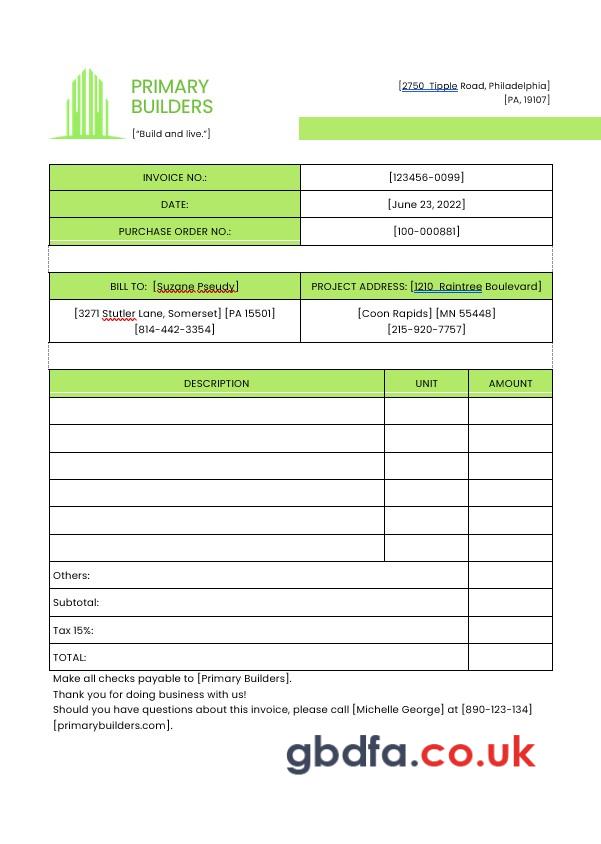 PRIMARY
BUILDERS
["Build and live."]
[2750 Tipple Road, Philadelphia]
[PA, 19107]
INVOICE NO.: [123456-0099]
DATE: [June 23, 2022]
PURCHASE ORDER NO.: [100-000881]
BILL TO: [Suzane Pseudy] PROJECT ADDRESS: [1210 Raintree Boulevard]
[3271 Stutler Lane, Somerset] [PA 15501] [Coon Rapids] [MN 55448]
[814-442-3354] [215-920-7757]
DESCRIPTION UNIT AMOUNT
Others:
Subtotal:
Tax 15%:
TOTAL:
Make all checks payable to [Primary Builders].
Thank you for doing business with us!
Should you have questions about this invoice, please call [Michelle George] at [890-123-134]
[primarybuilders.com].
gbdfa.co.uk